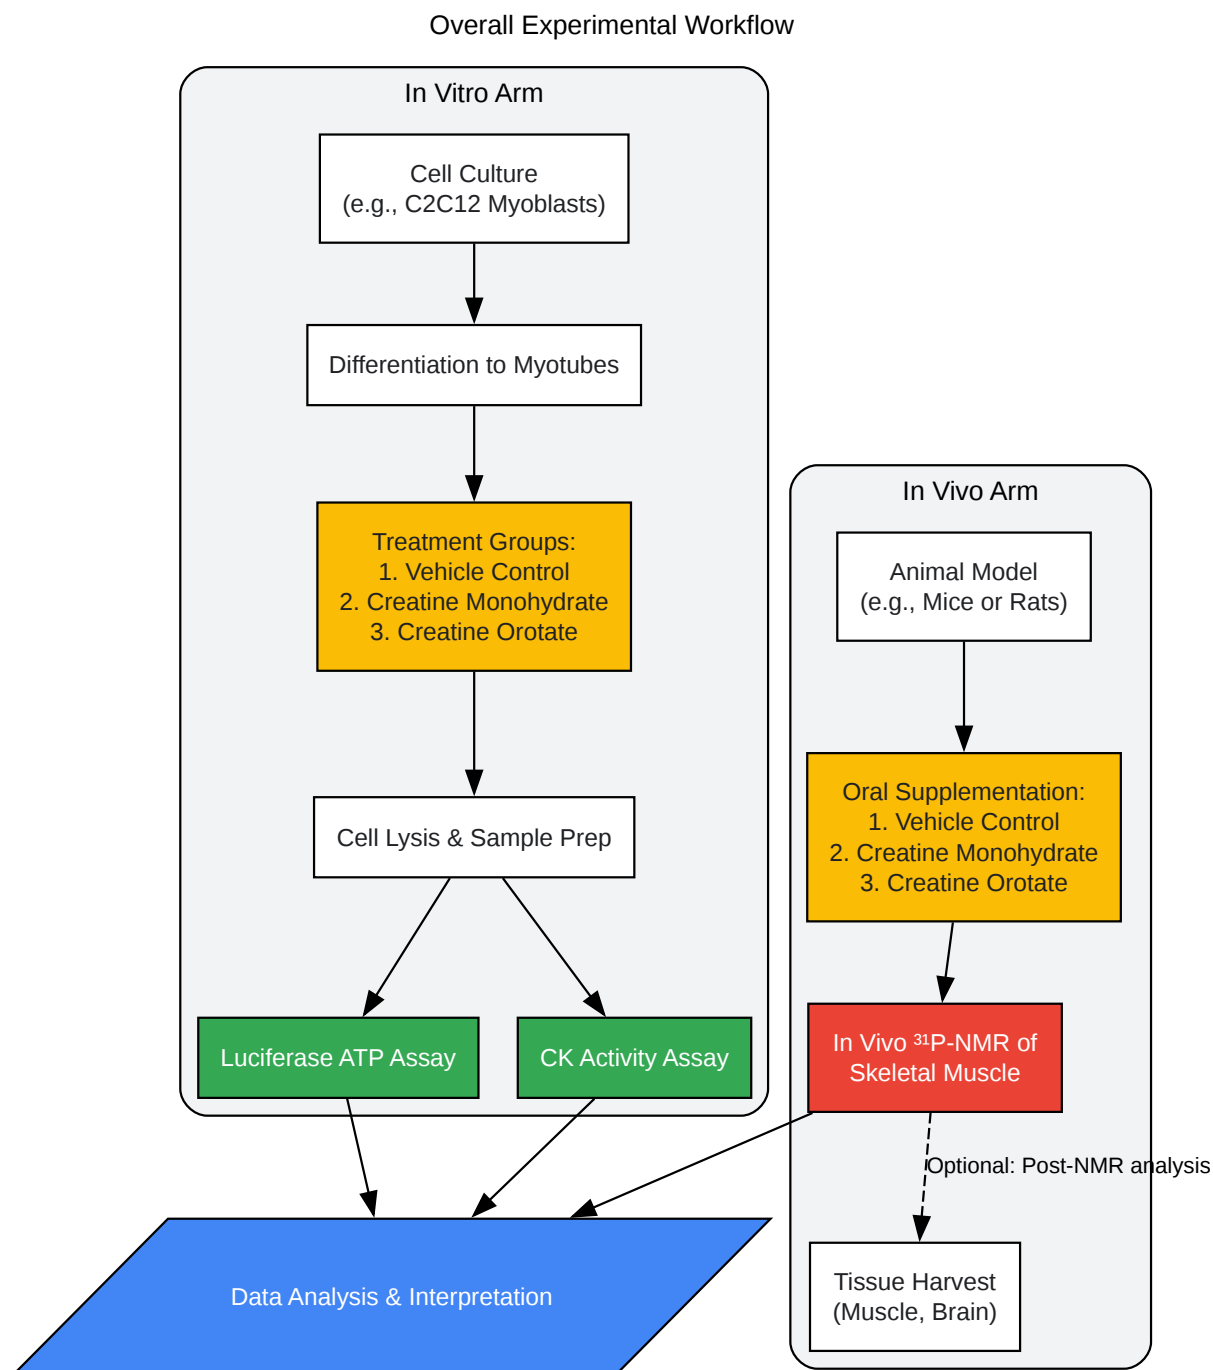 Overall Experimental Workflow
In Vitro Arm
Cell Culture
(e.g., C2C12 Myoblasts)
Differentiation to Myotubes
Treatment Groups:
1. Vehicle Control
2. Creatine Monohydrate
3. Creatine Orotate
Cell Lysis & Sample Prep
Luciferase ATP Assay
CK Activity Assay
In Vivo Arm
Animal Model
(e.g., Mice or Rats)
Oral Supplementation:
1. Vehicle Control
2. Creatine Monohydrate
3. Creatine Orotate
In Vivo ³¹P-NMR of
Skeletal Muscle
Optional: Post-NMR analysis
Tissue Harvest
(Muscle, Brain)
Data Analysis & Interpretation